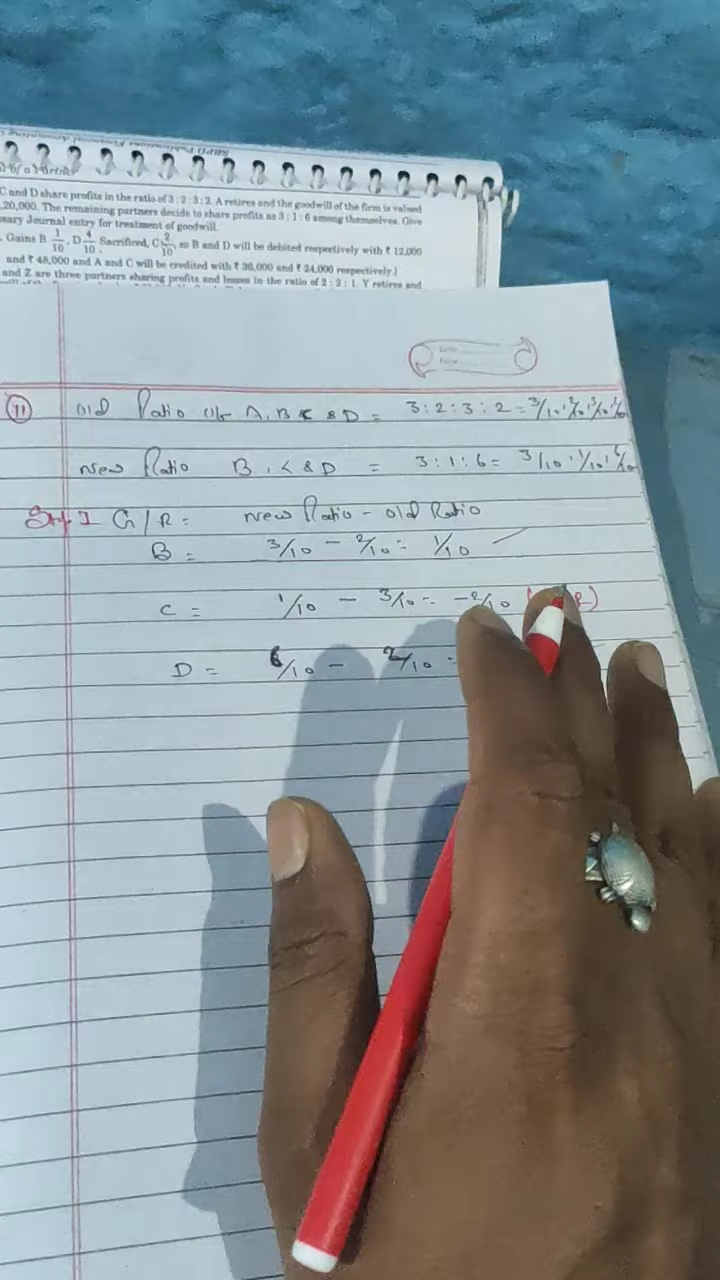 C and D share profits in the ratio of 3 : 2 : 3 : 2. A retires and the goodwill of the firm is valued
20,000. The remaining partners decide to share profits as 3 : 1 : 6 among themselves. Give
sary Journal entry for treatment of goodwill.
Gains B 1/10, D 4/10 Sacrificed, C 2/10, so B and D will be debited respectively with ₹ 12,000
and ₹ 48,000 and A and C will be credited with ₹ 36,000 and ₹ 24,000 respectively.]
and Z are three partners sharing profits and losses in the ratio of 2 : 2 : 1. Y retires and
11 old Ratio of A, B & D = 3 : 2 : 3 : 2 = 3/10, 2/10, 3/10
New Ratio B, C & D = 3 : 1 : 6 = 3/10, 1/10, 6/10
Step I G/R = New Ratio - old Ratio
B = 3/10 - 2/10 = 1/10
C = 1/10 - 3/10 = -2/10
D = 6/10 - 2/10 =